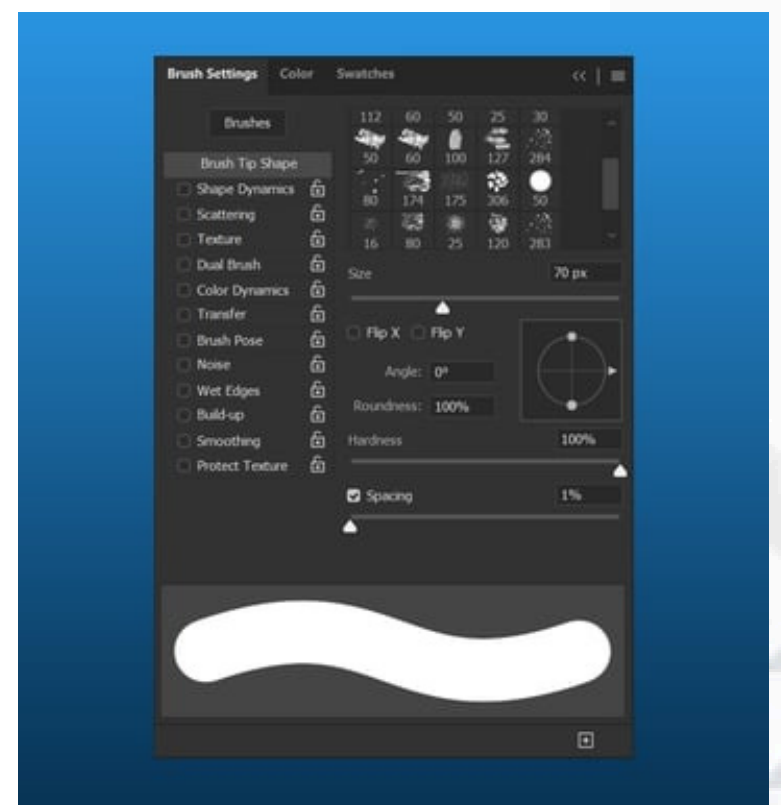 Brush Settings Color Swatches
Brushes
Brush Tip Shape
Shape Dynamics
Scattering
Texture
Dual Brush
Color Dynamics
Transfer
Brush Pose
Noise
Wet Edges
Build-up
Smoothing
Protect Texture
112 60 50 25 30
50 60 100 127 284
80 174 175 306 50
16 80 25 120 283
Size 70 px
Flip X Flip Y
Angle: 0°
Roundness: 100%
Hardness 100%
Spacing 1%